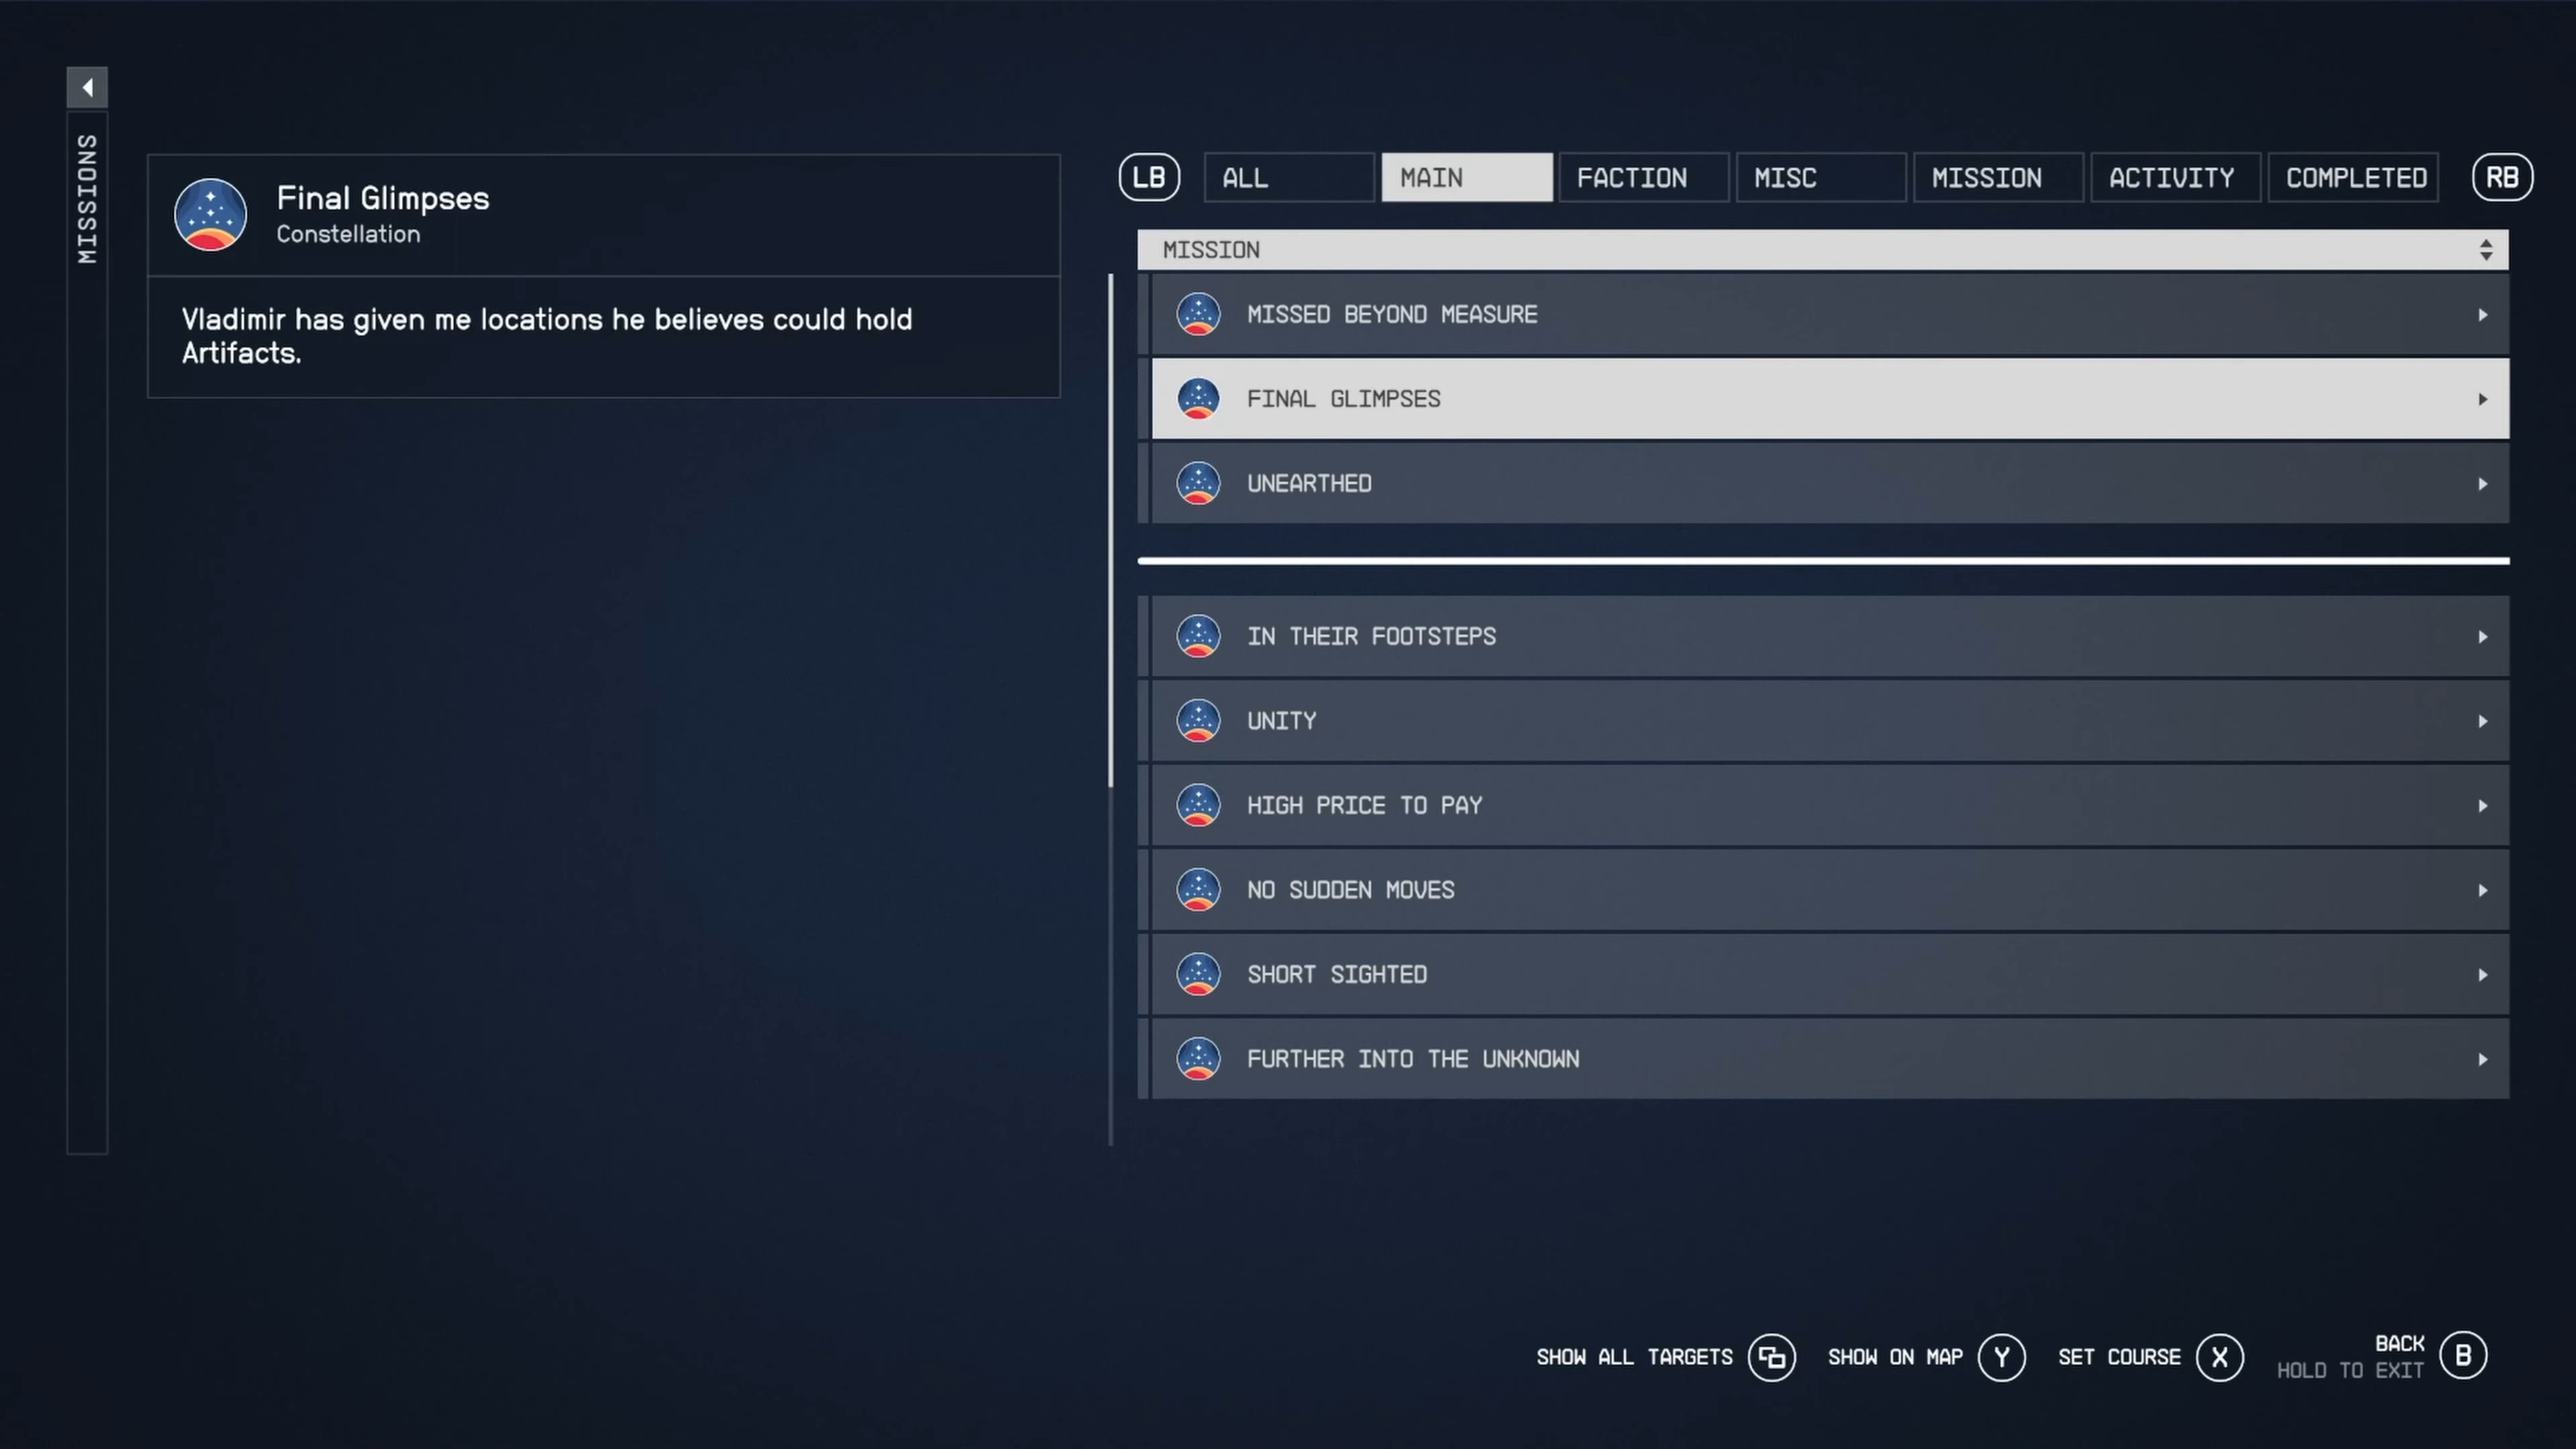 MISSIONS
Final Glimpses
Constellation
Vladimir has given me locations he believes could hold
Artifacts.
LB ALL MAIN FACTION MISC MISSION ACTIVITY COMPLETED RB
MISSION
MISSED BEYOND MEASURE
FINAL GLIMPSES
UNEARTHED
IN THEIR FOOTSTEPS
UNITY
HIGH PRICE TO PAY
NO SUDDEN MOVES
SHORT SIGHTED
FURTHER INTO THE UNKNOWN
SHOW ALL TARGETS SHOW ON MAP Y SET COURSE X BACK B
HOLD TO EXIT